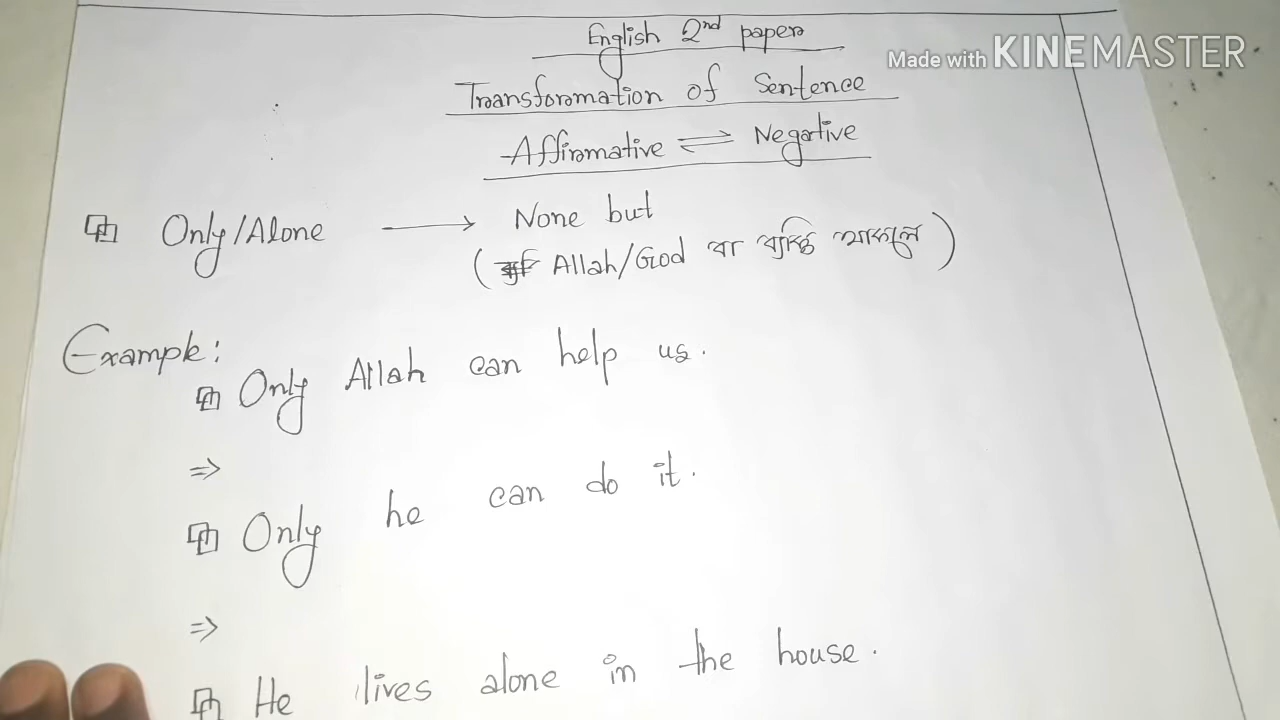 English 2nd paper
Made with KINEMASTER
Transformation of Sentence
Affirmative ⇌ Negative
Only/Alone → None but
( Allah/God বা ব্যক্তি থাকলে )
Example:
Only Allah can help us.
⇒
Only he can do it.
⇒
He lives alone in the house.